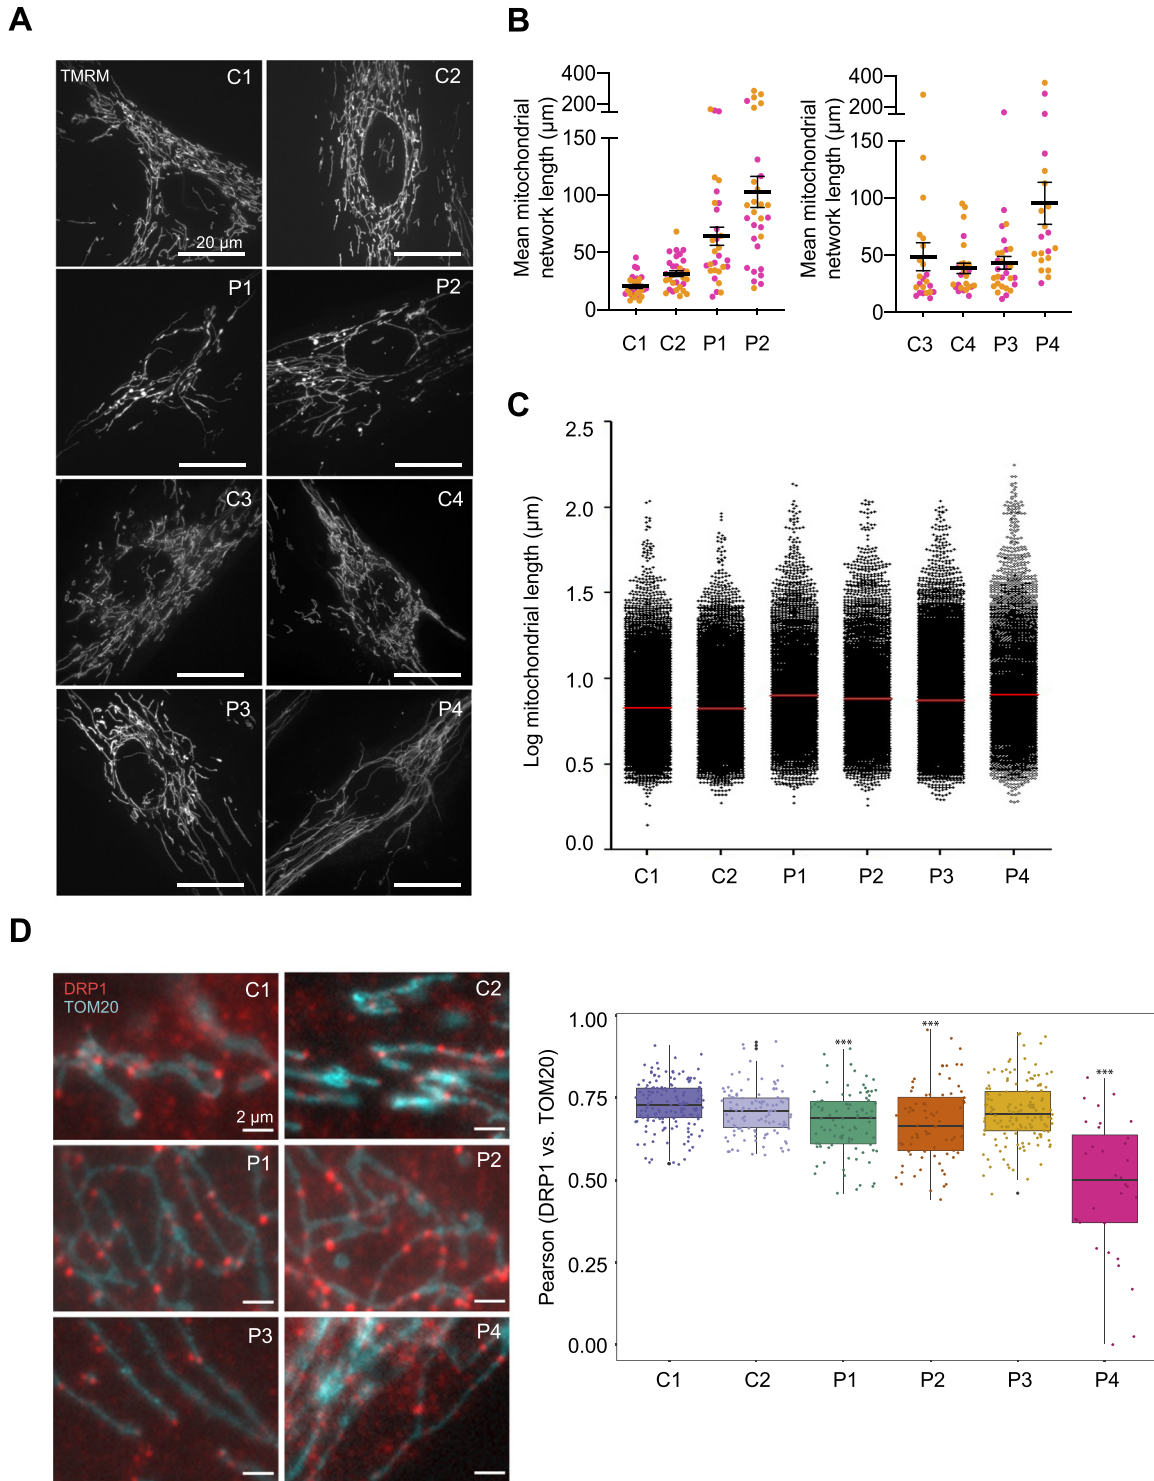 A
TMRM
C1
C2
20 µm
P1
P2
C3
C4
P3
P4
B
Mean mitochondrial
network length (µm)
400
200
150
100
50
0
C1 C2 P1 P2
Mean mitochondrial
network length (µm)
400
200
150
100
50
0
C3 C4 P3 P4
C
Log mitochondrial length (µm)
2.5
2.0
1.5
1.0
0.5
0.0
C1 C2 P1 P2 P3 P4
D
DRP1
TOM20
C1
C2
2 µm
P1
P2
P3
P4
Pearson (DRP1 vs. TOM20)
1.00
0.75
0.50
0.25
0.00
***
***
***
C1 C2 P1 P2 P3 P4